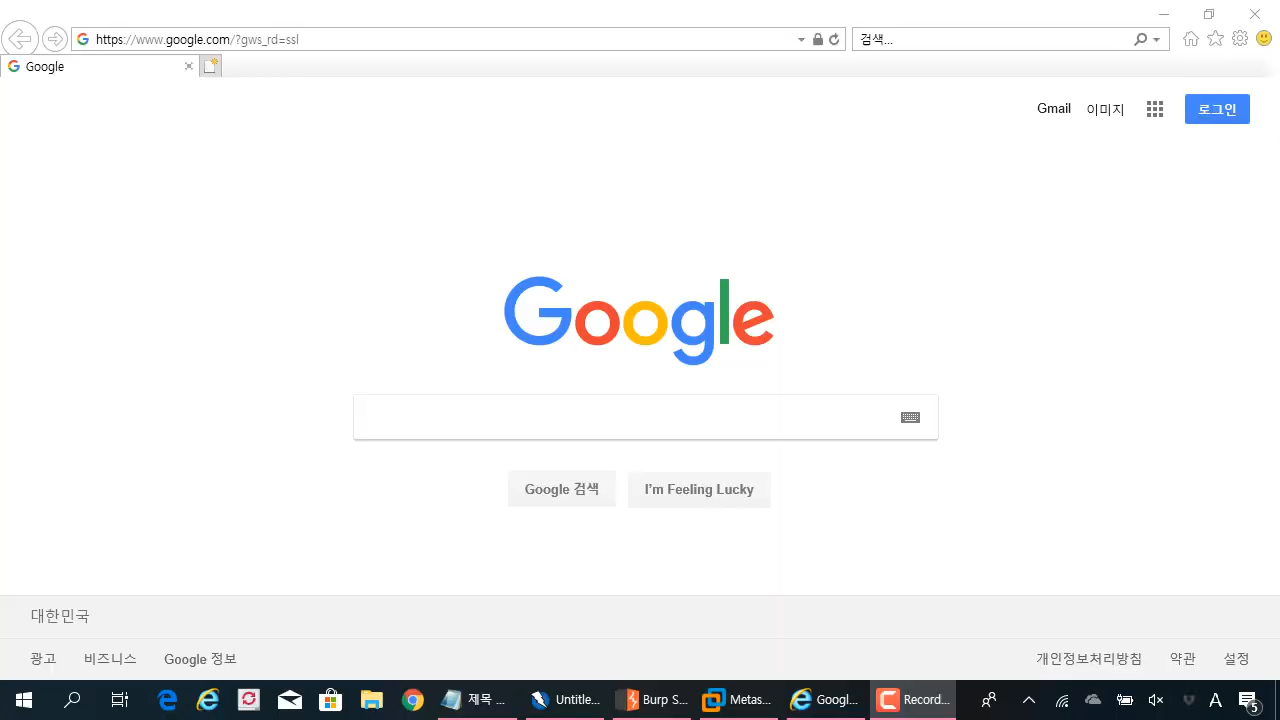 https://www.google.com/?gws_rd=ssl
검색...
Google
Gmail 이미지 로그인
Google
Google 검색 I'm Feeling Lucky
대한민국
광고 비즈니스 Google 정보 개인정보처리방침 약관 설정
제목 ... Untitle... Burp S... Metas... Googl... Record... A 5